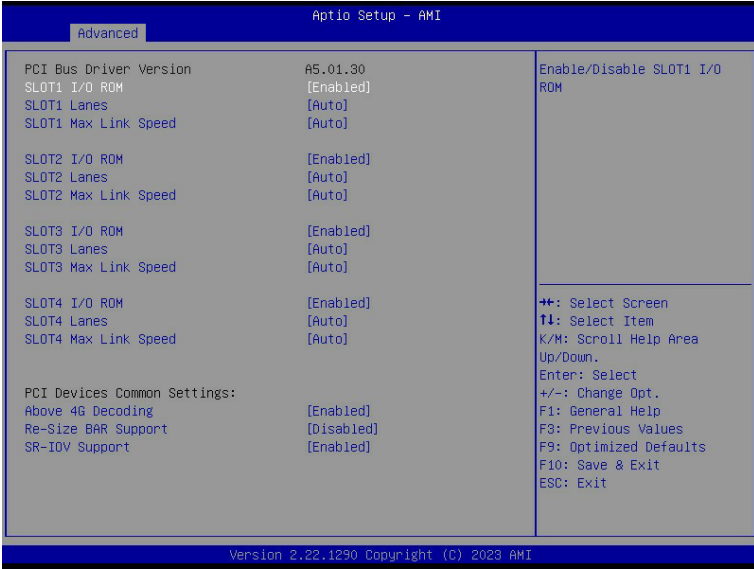 Aptio Setup – AMI
Advanced
PCI Bus Driver Version A5.01.30
SLOT1 I/O ROM [Enabled]
SLOT1 Lanes [Auto]
SLOT1 Max Link Speed [Auto]
SLOT2 I/O ROM [Enabled]
SLOT2 Lanes [Auto]
SLOT2 Max Link Speed [Auto]
SLOT3 I/O ROM [Enabled]
SLOT3 Lanes [Auto]
SLOT3 Max Link Speed [Auto]
SLOT4 I/O ROM [Enabled]
SLOT4 Lanes [Auto]
SLOT4 Max Link Speed [Auto]
PCI Devices Common Settings:
Above 4G Decoding [Enabled]
Re-Size BAR Support [Disabled]
SR-IOV Support [Enabled]
Enable/Disable SLOT1 I/O
ROM
→←: Select Screen
↑↓: Select Item
K/M: Scroll Help Area
Up/Down.
Enter: Select
+/-: Change Opt.
F1: General Help
F3: Previous Values
F9: Optimized Defaults
F10: Save & Exit
ESC: Exit
Version 2.22.1290 Copyright (C) 2023 AMI